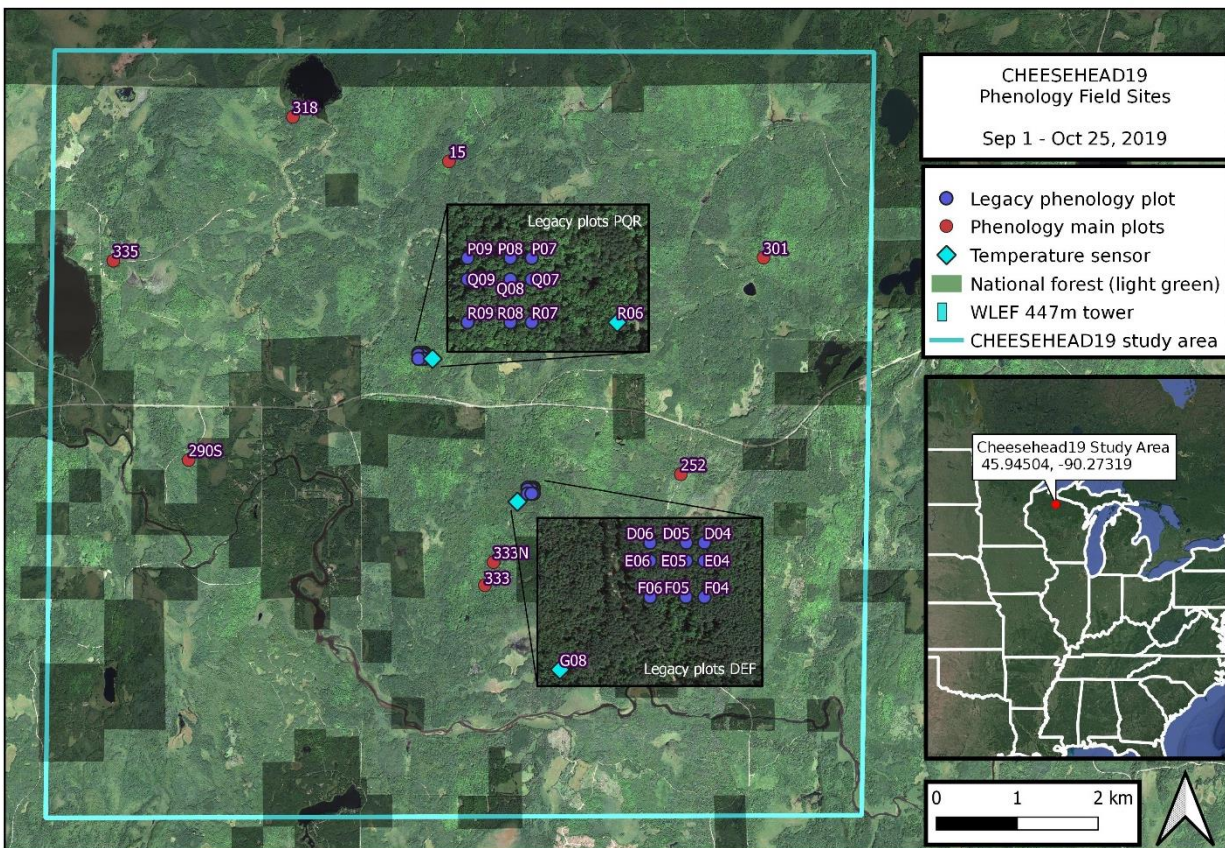 CHEESEHEAD19
Phenology Field Sites
Sep 1 - Oct 25, 2019
Legacy phenology plot
Phenology main plots
Temperature sensor
National forest (light green)
WLEF 447m tower
CHEESEHEAD19 study area
318
15
335
301
Legacy plots PQR
P09 P08 P07
Q09 Q08 Q07
R09 R08 R07 R06
290S
252
333N
333
D06 D05 D04
E06 E05 E04
F06 F05 F04
G08
Legacy plots DEF
Cheesehead19 Study Area
45.94504, -90.27319
0 1 2 km